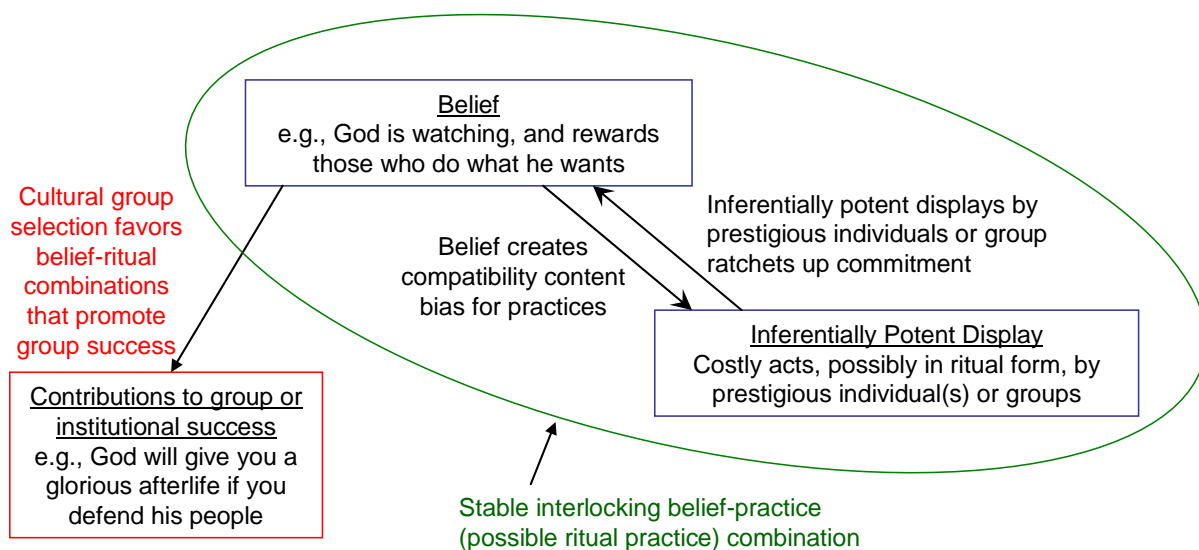 Belief
e.g., God is watching, and rewards
those who do what he wants
Cultural group
selection favors
belief-ritual
combinations
that promote
group success
Belief creates
compatibility content
bias for practices
Inferentially potent displays by
prestigious individuals or group
ratchets up commitment
Inferentially Potent Display
Costly acts, possibly in ritual form, by
prestigious individual(s) or groups
Contributions to group or
institutional success
e.g., God will give you a
glorious afterlife if you
defend his people
Stable interlocking belief-practice
(possible ritual practice) combination